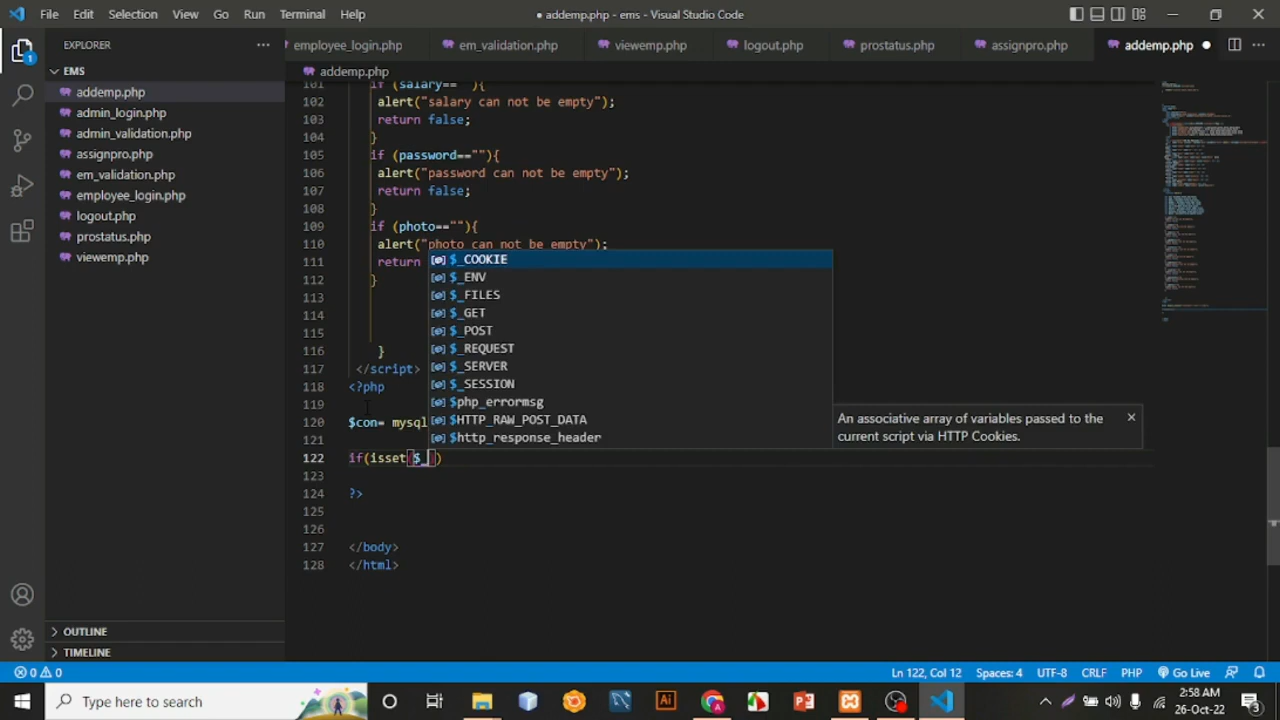 File Edit Selection View Go Run Terminal Help
● addemp.php - ems - Visual Studio Code
EXPLORER
employee_login.php em_validation.php viewemp.php logout.php prostatus.php assignpro.php addemp.php
EMS
addemp.php
addemp.php
admin_login.php
admin_validation.php
assignpro.php
em_validation.php
employee_login.php
logout.php
prostatus.php
viewemp.php
101 if (salary==""){
102 alert("salary can not be empty");
103 return false;
104 }
105 if (password==""){
106 alert("password can not be empty");
107 return false;
108 }
109 if (photo==""){
110 alert("photo can not be empty");
111 return
112 }
113
114
115
116 }
117 </script>
118 <?php
119
120 $con= mysql
121
122 if(isset($_))
123
124 ?>
125
126
127 </body>
128 </html>
$_COOKIE
$_ENV
$_FILES
$_GET
$_POST
$_REQUEST
$_SERVER
$_SESSION
$php_errormsg
$HTTP_RAW_POST_DATA
$http_response_header
An associative array of variables passed to the
current script via HTTP Cookies.
OUTLINE
TIMELINE
0 0
Ln 122, Col 12 Spaces: 4 UTF-8 CRLF PHP Go Live
Type here to search
2:58 AM
26-Oct-22
3